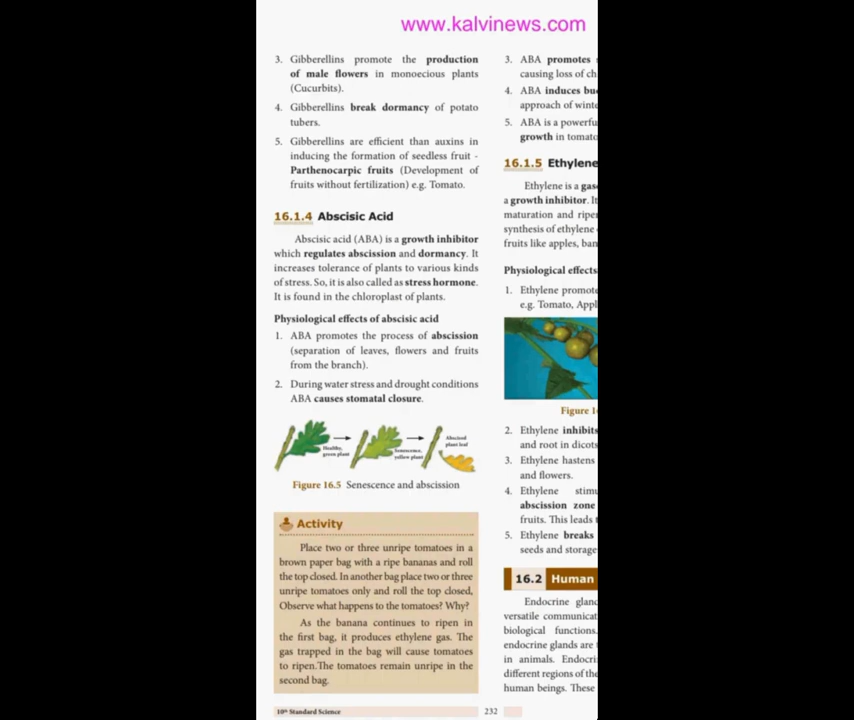 www.kalvinews.com
3. Gibberellins promote the production
of male flowers in monoecious plants
(Cucurbits).
4. Gibberellins break dormancy of potato
tubers.
5. Gibberellins are efficient than auxins in
inducing the formation of seedless fruit -
Parthenocarpic fruits (Development of
fruits without fertilization) e.g. Tomato.
16.1.4 Abscisic Acid
Abscisic acid (ABA) is a growth inhibitor
which regulates abscission and dormancy. It
increases tolerance of plants to various kinds
of stress. So, it is also called as stress hormone.
It is found in the chloroplast of plants.
Physiological effects of abscisic acid
1. ABA promotes the process of abscission
(separation of leaves, flowers and fruits
from the branch).
2. During water stress and drought conditions
ABA causes stomatal closure.
Healthy,
green plant
Senescence,
yellow plant
Abscised
plant leaf
Figure 16.5 Senescence and abscission
Activity
Place two or three unripe tomatoes in a
brown paper bag with a ripe bananas and roll
the top closed. In another bag place two or three
unripe tomatoes only and roll the top closed,
Observe what happens to the tomatoes? Why?
As the banana continues to ripen in
the first bag, it produces ethylene gas. The
gas trapped in the bag will cause tomatoes
to ripen.The tomatoes remain unripe in the
second bag.
10th Standard Science
232
3. ABA promotes
causing loss of ch
4. ABA induces bu
approach of winte
5. ABA is a powerfu
growth in tomato
16.1.5 Ethylene
Ethylene is a gas
a growth inhibitor. It
maturation and ripe
synthesis of ethylene
fruits like apples, ban
Physiological effects
1. Ethylene promote
e.g. Tomato, Appl
Figure 1
2. Ethylene inhibits
and root in dicots
3. Ethylene hastens
and flowers.
4. Ethylene stimu
abscission zone
fruits. This leads t
5. Ethylene breaks
seeds and storage
16.2 Human
Endocrine gland
versatile communicat
biological functions.
endocrine glands are
in animals. Endocri
different regions of the
human beings. These